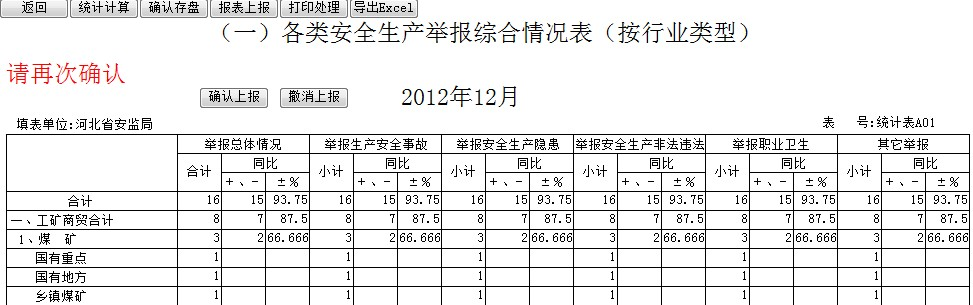 返回 统计计算 确认存盘 报表上报 打印处理 导出Excel
（一）各类安全生产举报综合情况表（按行业类型）
请再次确认
确认上报 撤消上报 2012年12月
填表单位:河北省安监局 表 号:统计表A01
举报总体情况 举报生产安全事故 举报安全生产隐患 举报安全生产非法违法 举报职业卫生 其它举报
合计 同比 小计 同比 小计 同比 小计 同比 小计 同比 小计 同比
＋、－ ±％ ＋、－ ±％ ＋、－ ±％ ＋、－ ±％ ＋、－ ±％ ＋、－ ±％
合计 16 15 93.75 16 15 93.75 16 15 93.75 16 15 93.75 16 15 93.75 16 15 93.75
一、工矿商贸合计 8 7 87.5 8 7 87.5 8 7 87.5 8 7 87.5 8 7 87.5 8 7 87.5
1、煤 矿 3 2 66.666 3 2 66.666 3 2 66.666 3 2 66.666 3 2 66.666 3 2 66.666
国有重点 1 1 1 1 1 1
国有地方 1 1 1 1 1 1
乡镇煤矿 1 1 1 1 1 1